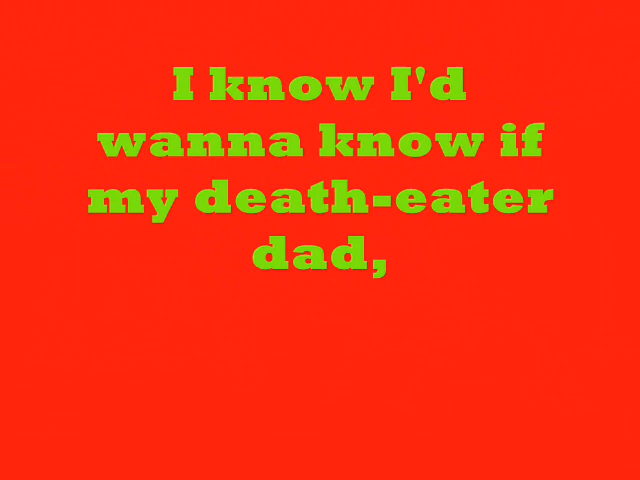 I know I'd
wanna know if
my death-eater
dad,